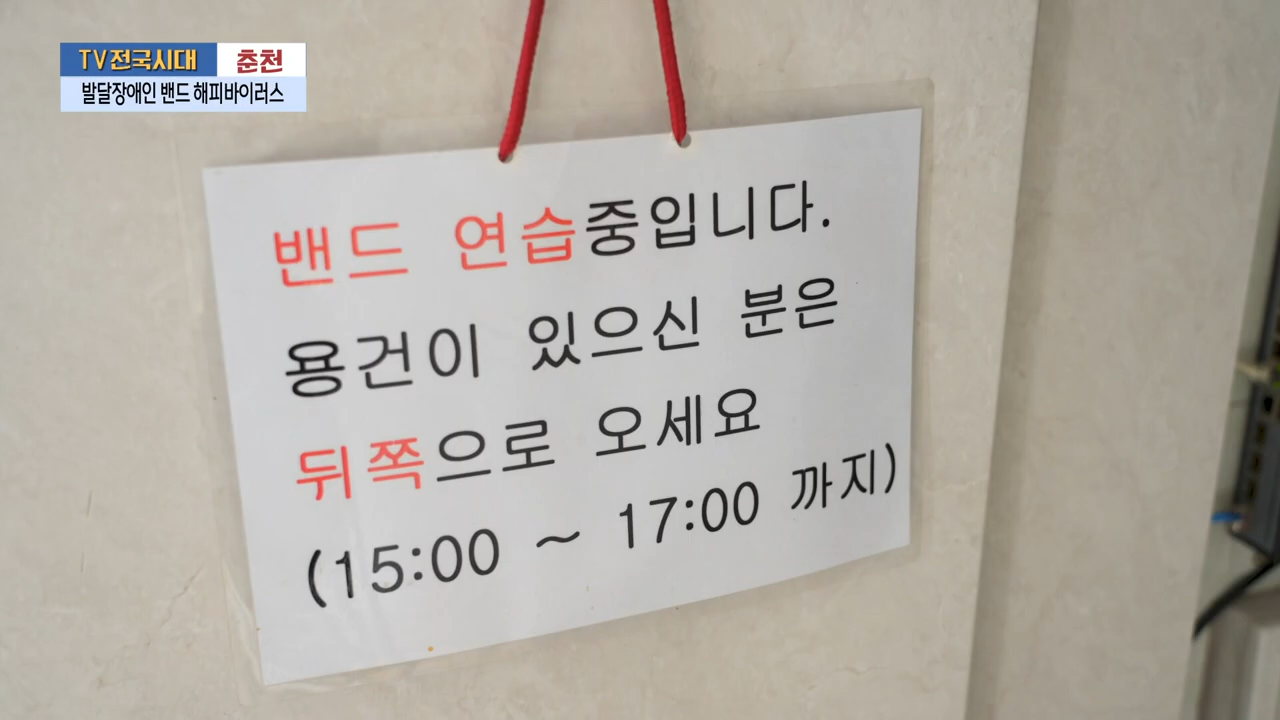 TV전국시대 춘천
발달장애인 밴드 해피바이러스
밴드 연습중입니다.
용건이 있으신 분은
뒤쪽으로 오세요
(15:00 ~ 17:00 까지)